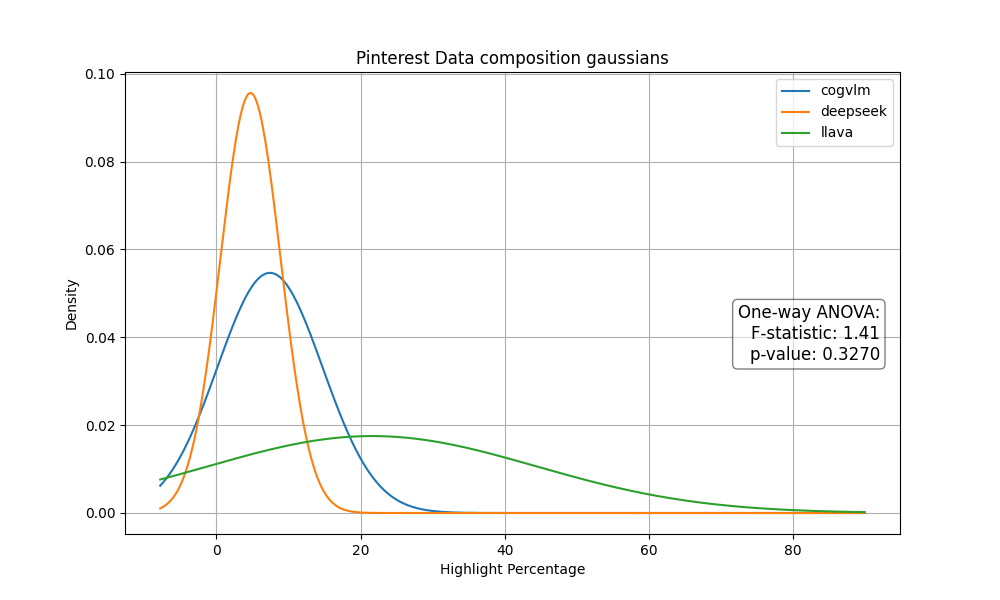 Pinterest Data composition gaussians
0.10
0.08
0.06
0.04
0.02
0.00
Density
cogvlm
deepseek
llava
One-way ANOVA:
F-statistic: 1.41
p-value: 0.3270
0 20 40 60 80
Highlight Percentage